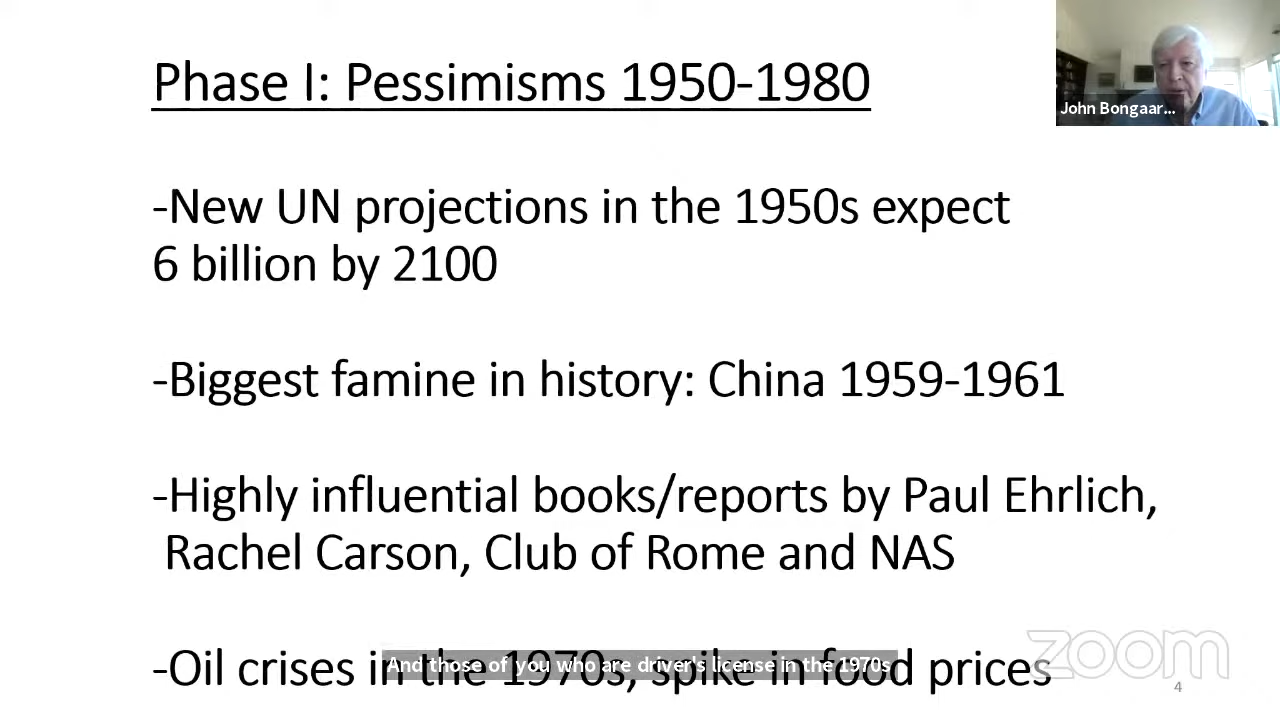 Phase I: Pessimisms 1950-1980
John Bongaar...
-New UN projections in the 1950s expect
6 billion by 2100
-Biggest famine in history: China 1959-1961
-Highly influential books/reports by Paul Ehrlich,
Rachel Carson, Club of Rome and NAS
-Oil crises in the 1970s, spike in food prices
And those of you who are driver's license in the 1970s
zoom
4